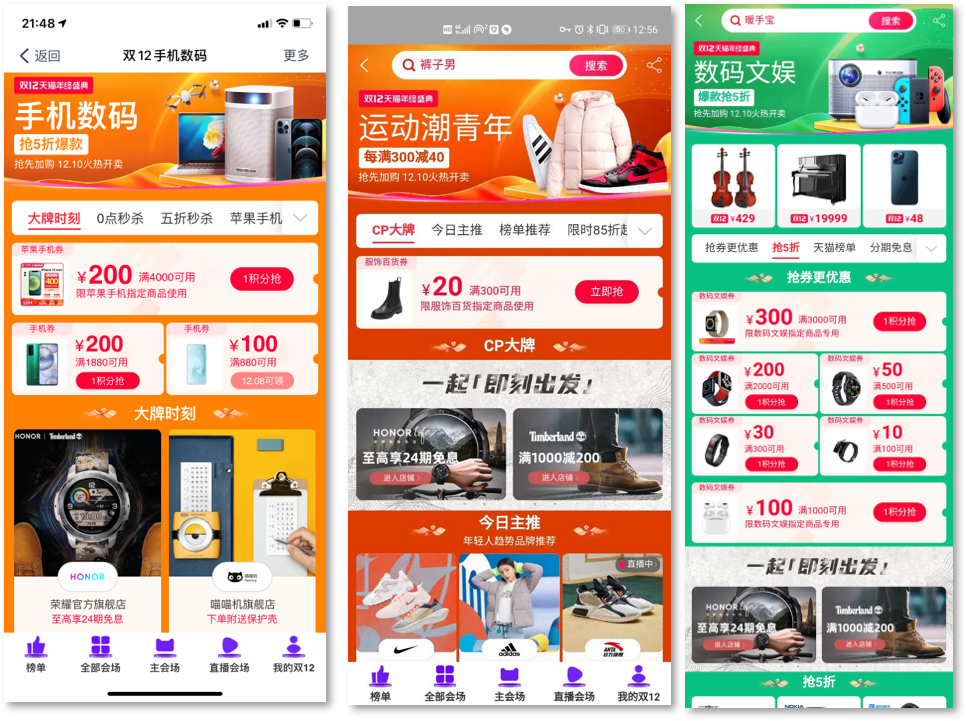 21:48
返回
双12手机数码
更多
双12天猫年终盛典
手机数码
抢5折爆款
抢先加购 12.10火热开卖
大牌时刻
0点秒杀
五折秒杀
苹果手机
苹果手机券
¥200
满4000可用
限苹果手机指定商品使用
1积分抢
手机券
¥200
满1880可用
1积分抢
手机券
¥100
满880可用
12.08可领
大牌时刻
HONOR
Timberland
HONOR
荣耀官方旗舰店
至高享24期免息
喵喵机旗舰店
下单附送保护壳
榜单
全部会场
主会场
直播会场
我的双12
12:56
裤子男
搜索
双12天猫年终盛典
运动潮青年
每满300减40
抢先加购 12.10火热开卖
CP大牌
今日主推
榜单推荐
限时85折起
服饰百货券
¥20
满300可用
限服饰百货指定商品使用
立即抢
CP大牌
一起「即刻出发」
HONOR
至高享24期免息
进入店铺
Timberland
满1000减200
进入店铺
今日主推
年轻人趋势品牌推荐
直播中
adidas
ANTA
官方旗舰
榜单
全部会场
主会场
直播会场
我的双12
暖手宝
搜索
双12天猫年终盛典
数码文娱
爆款抢5折
抢先加购 12.10火热开卖
双12 ¥429
双12 ¥19999
双12 ¥48
抢券更优惠
抢5折
天猫榜单
分期免息
抢券更优惠
数码文娱券
¥300
满3000可用
限数码文娱指定商品专用
1积分抢
数码文娱券
¥200
满2000可用
1积分抢
数码文娱券
¥50
满500可用
1积分抢
数码文娱券
¥30
满300可用
1积分抢
数码文娱券
¥10
满100可用
1积分抢
数码文娱券
¥100
满1000可用
限数码文娱指定商品专用
1积分抢
一起「即刻出发」
HONOR
至高享24期免息
进入店铺
Timberland
满1000减200
进入店铺
抢5折
NOKIA